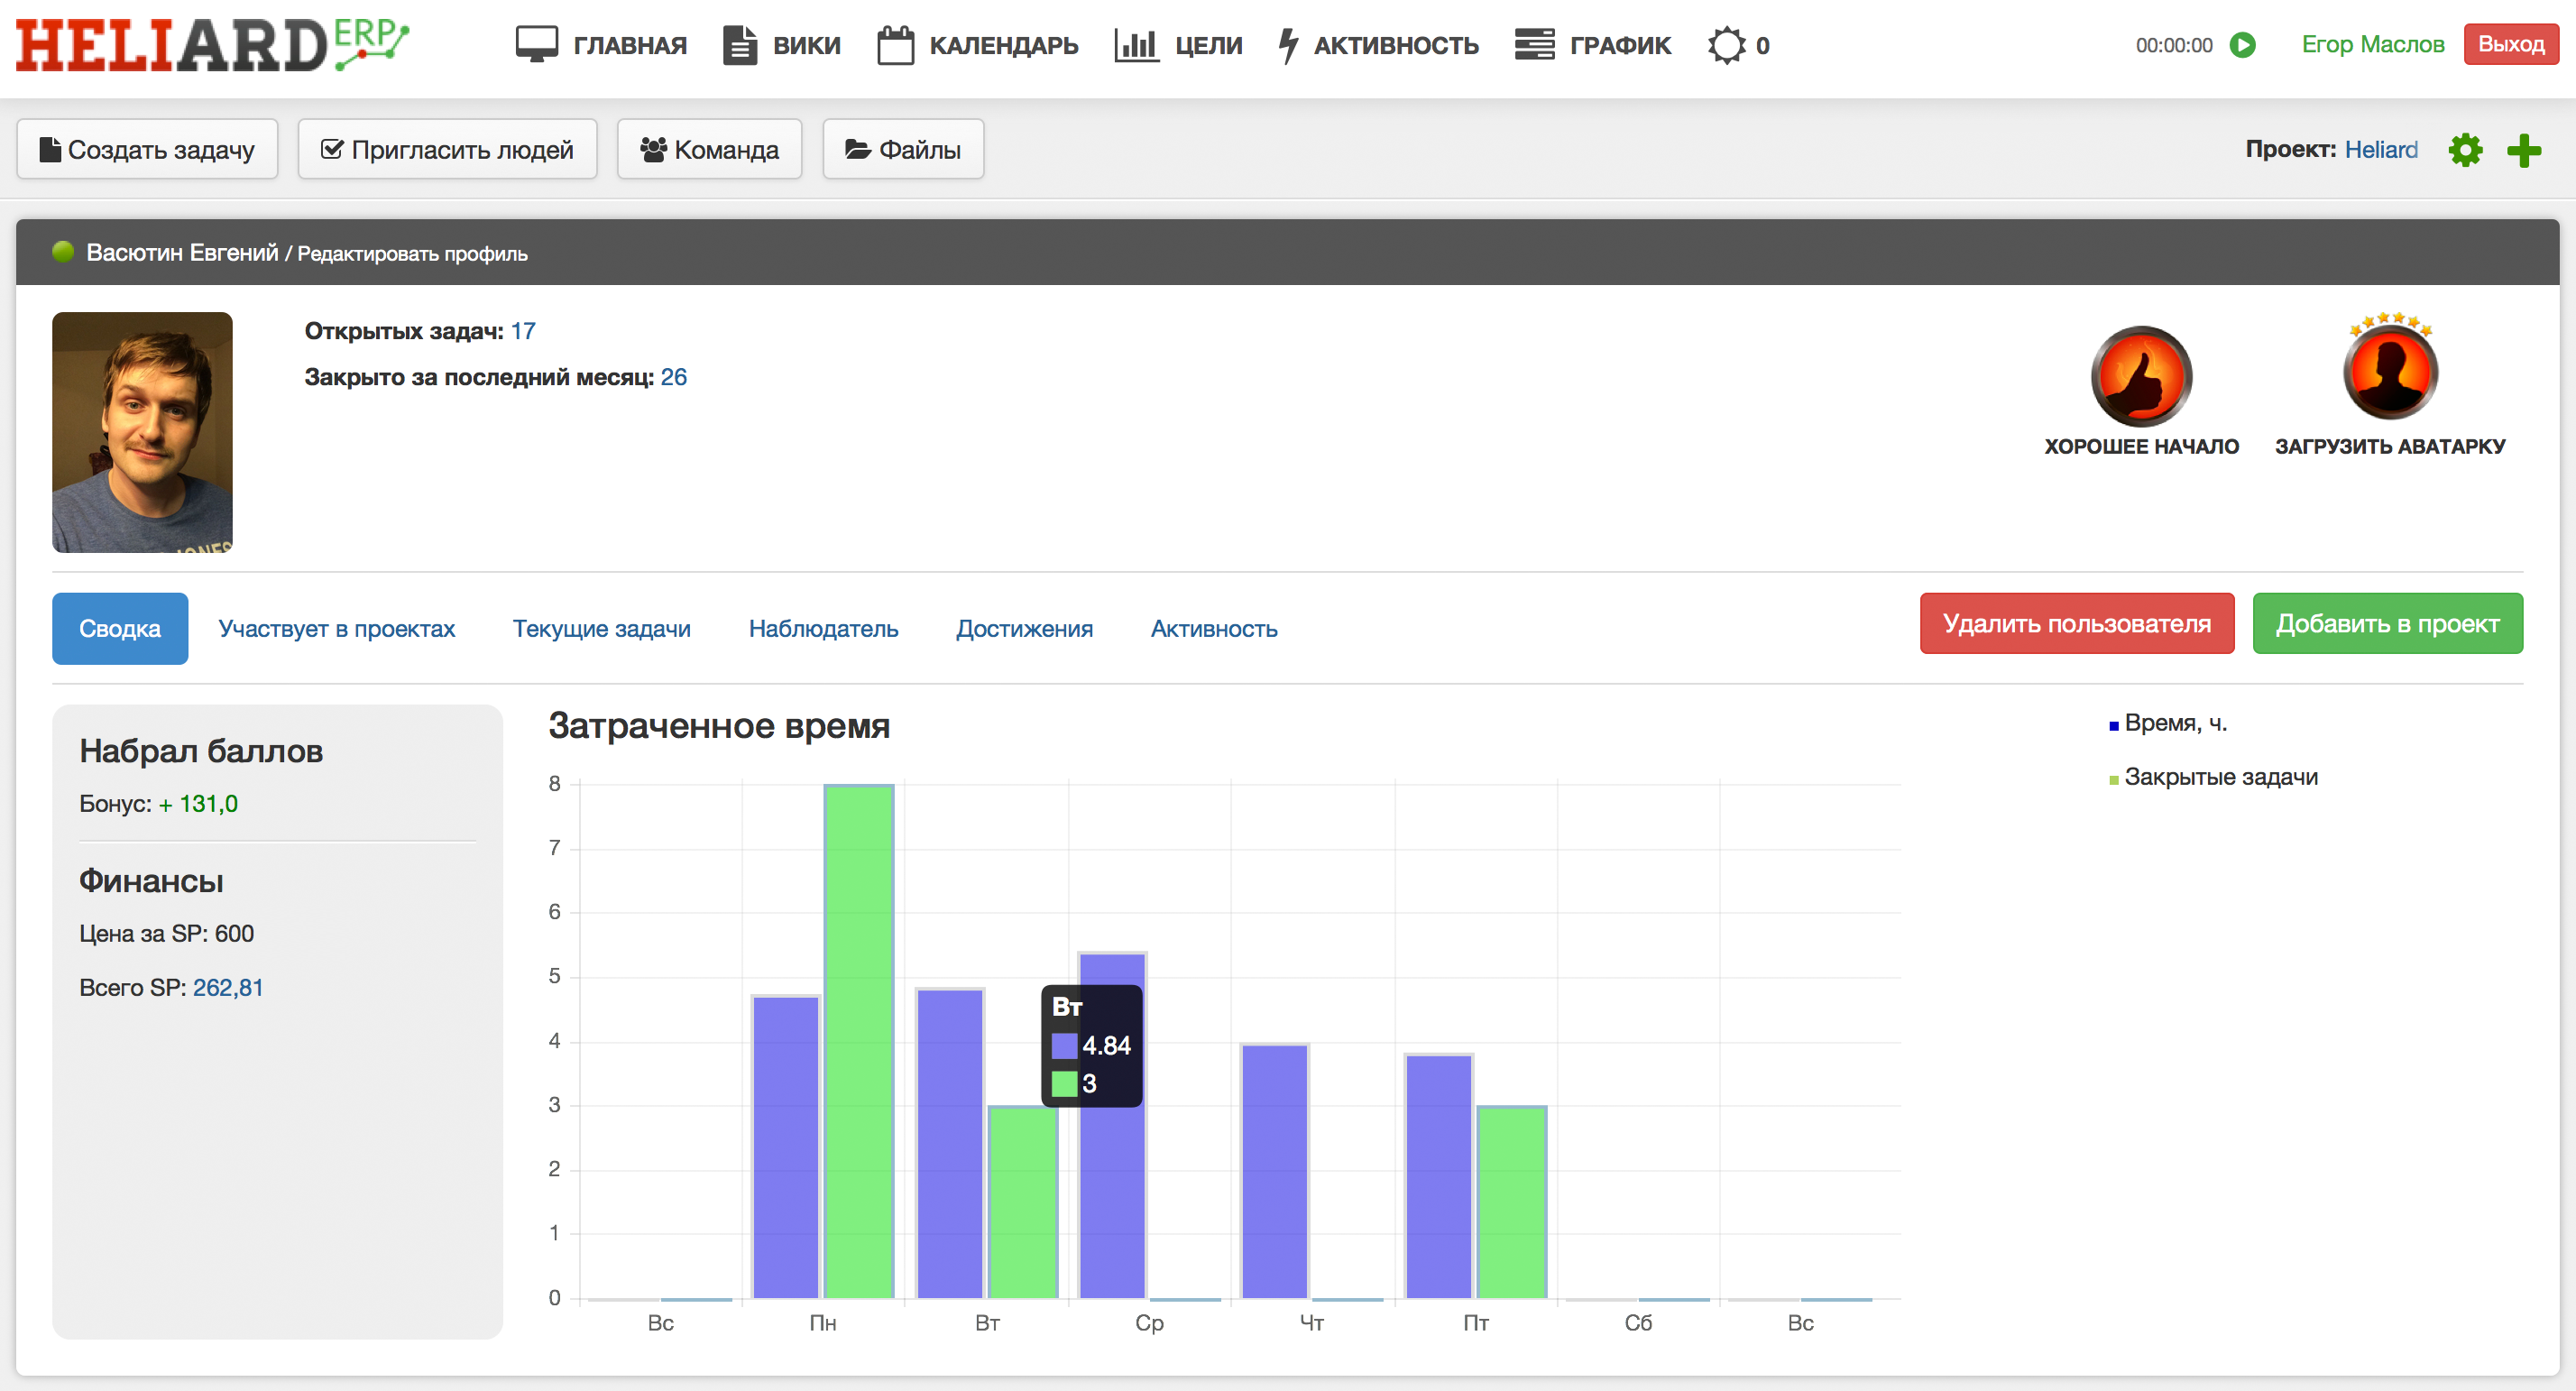 HELIARD ERP
ГЛАВНАЯ ВИКИ КАЛЕНДАРЬ ЦЕЛИ АКТИВНОСТЬ ГРАФИК 0 00:00:00 Егор Маслов Выход
Создать задачу Пригласить людей Команда Файлы Проект: Heliard
Васютин Евгений / Редактировать профиль
Открытых задач: 17
Закрыто за последний месяц: 26
ХОРОШЕЕ НАЧАЛО ЗАГРУЗИТЬ АВАТАРКУ
Сводка Участвует в проектах Текущие задачи Наблюдатель Достижения Активность Удалить пользователя Добавить в проект
Набрал баллов
Бонус: + 131,0
Финансы
Цена за SP: 600
Всего SP: 262,81
Затраченное время
Время, ч.
Закрытые задачи
8
7
6
5
4
3
2
1
0
Вт
4.84
3
Вс Пн Вт Ср Чт Пт Сб Вс